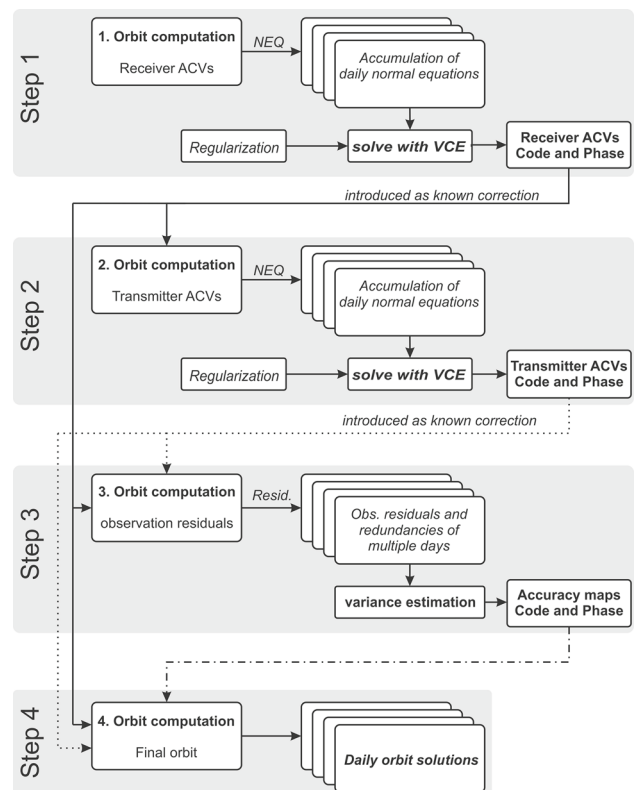 Step 1
1. Orbit computation
Receiver ACVs
NEQ
Accumulation of
daily normal equations
Regularization
solve with VCE
Receiver ACVs
Code and Phase
introduced as known correction
Step 2
2. Orbit computation
Transmitter ACVs
NEQ
Accumulation of
daily normal equations
Regularization
solve with VCE
Transmitter ACVs
Code and Phase
introduced as known correction
Step 3
3. Orbit computation
observation residuals
Resid.
Obs. residuals and
redundancies of
multiple days
variance estimation
Accuracy maps
Code and Phase
Step 4
4. Orbit computation
Final orbit
Daily orbit solutions